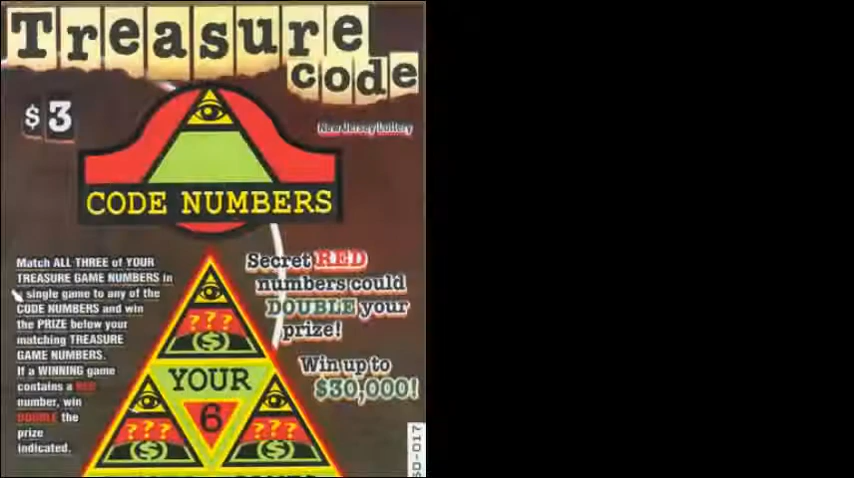 Treasure
code
$3
New Jersey Lottery
CODE NUMBERS
Match ALL THREE of YOUR
TREASURE GAME NUMBERS in
single game to any of the
CODE NUMBERS and win
the PRIZE below your
matching TREASURE
GAME NUMBERS.
If a WINNING game
contains a RED
number, win
DOUBLE the
prize
indicated.
Secret RED
numbers could
DOUBLE your
prize!
Win up to
$30,000!
???
$
YOUR
6
???
$
???
$